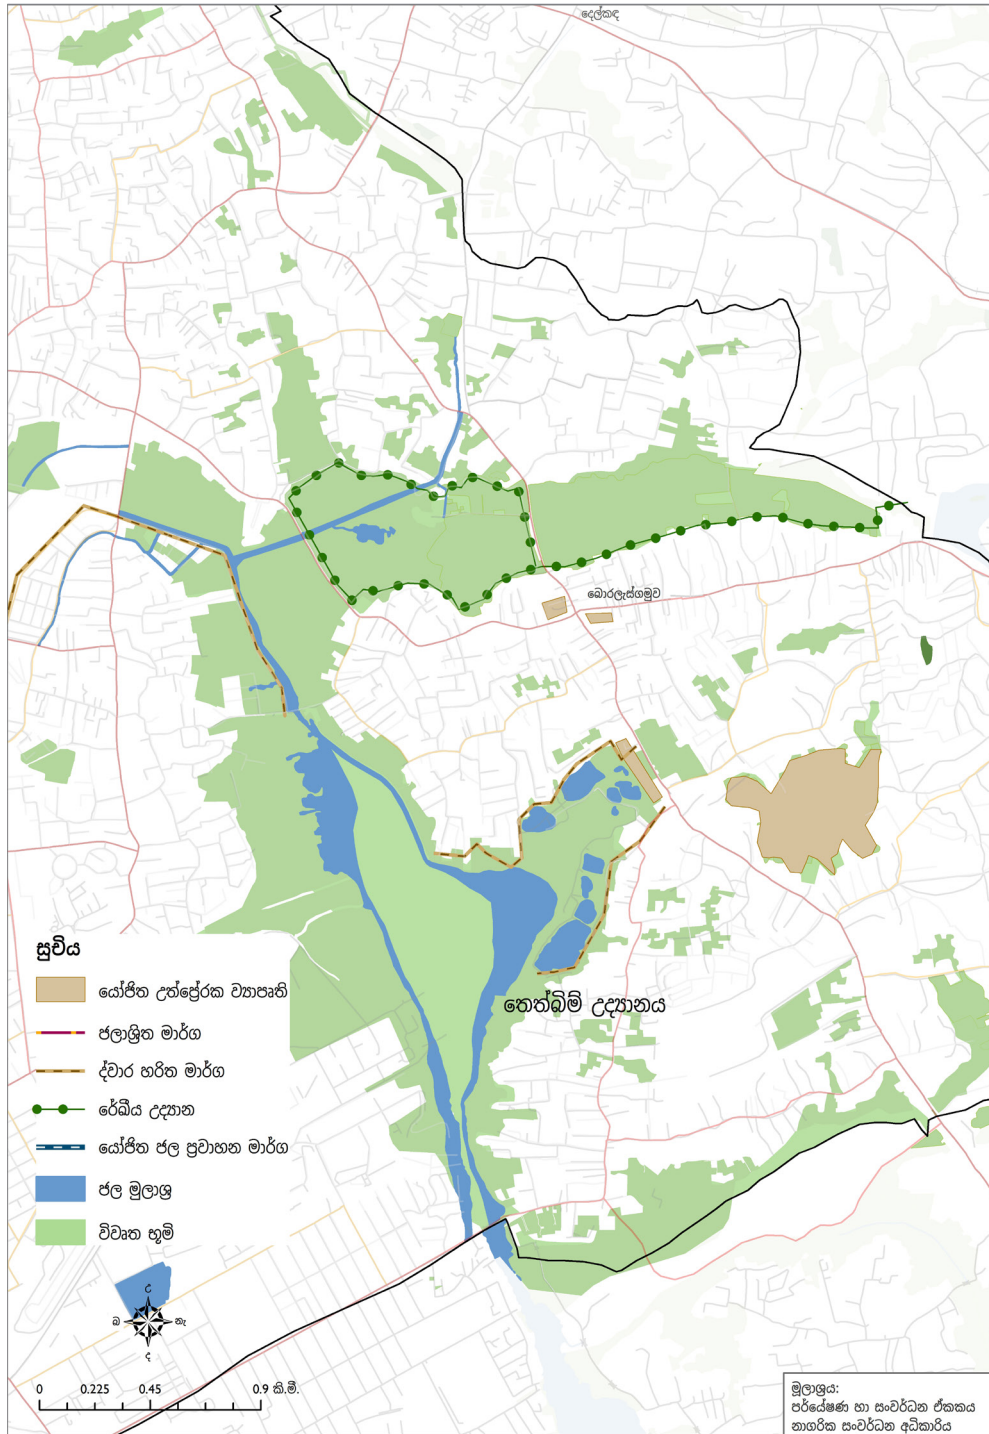 දෙල්කඳ
බොරලැස්ගමුව
තෙත්බිම් උද්‍යානය
සුචිය
යෝජිත උත්ප්‍රේරක ව්‍යාපෘති
ජලාශ්‍රිත මාර්ග
ද්වාර හරිත මාර්ග
රේඛීය උද්‍යාන
යෝජිත ජල ප්‍රවාහන මාර්ග
ජල මුලාශ්‍ර
විවෘත භූමි
උ
බ
නැ
ද
0 0.225 0.45 0.9 කි.මී.
මූලාශ්‍රය:
පර්යේෂණ හා සංවර්ධන ඒකකය
නාගරික සංවර්ධන අධිකාරිය